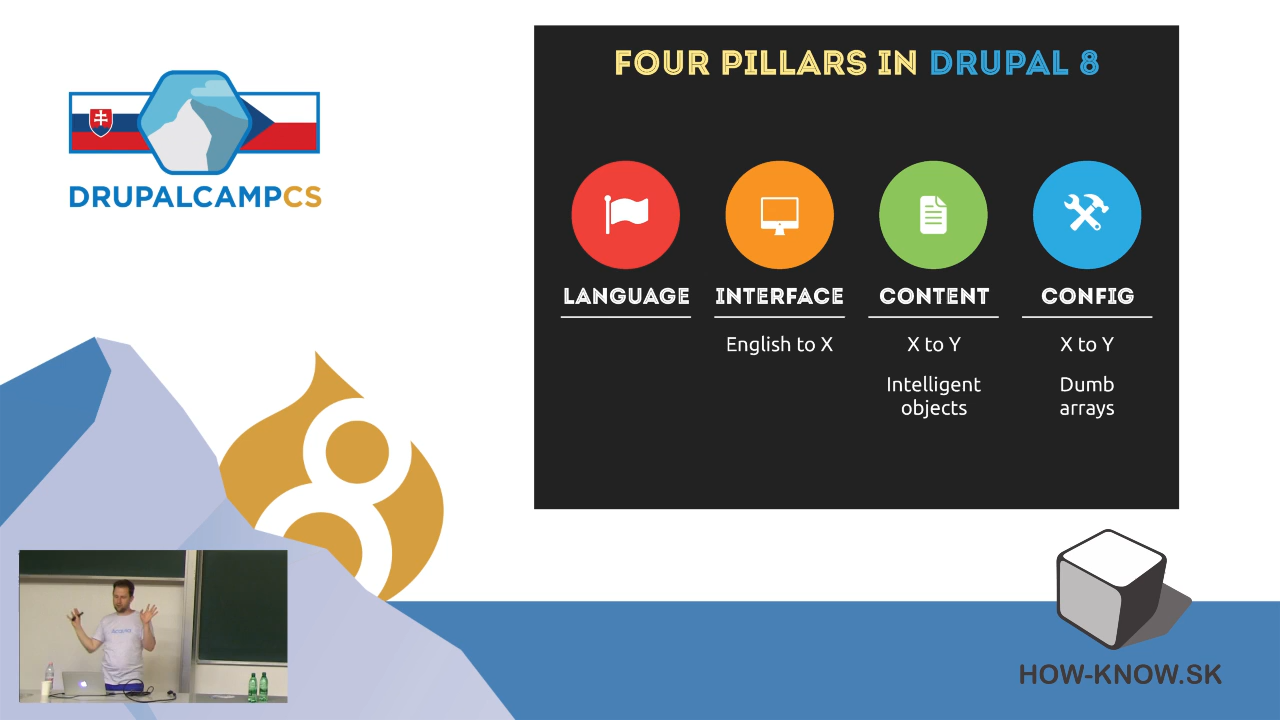 DRUPALCAMPCS
FOUR PILLARS IN DRUPAL 8
LANGUAGE
INTERFACE
English to X
CONTENT
X to Y
Intelligent
objects
CONFIG
X to Y
Dumb
arrays
HOW-KNOW.SK